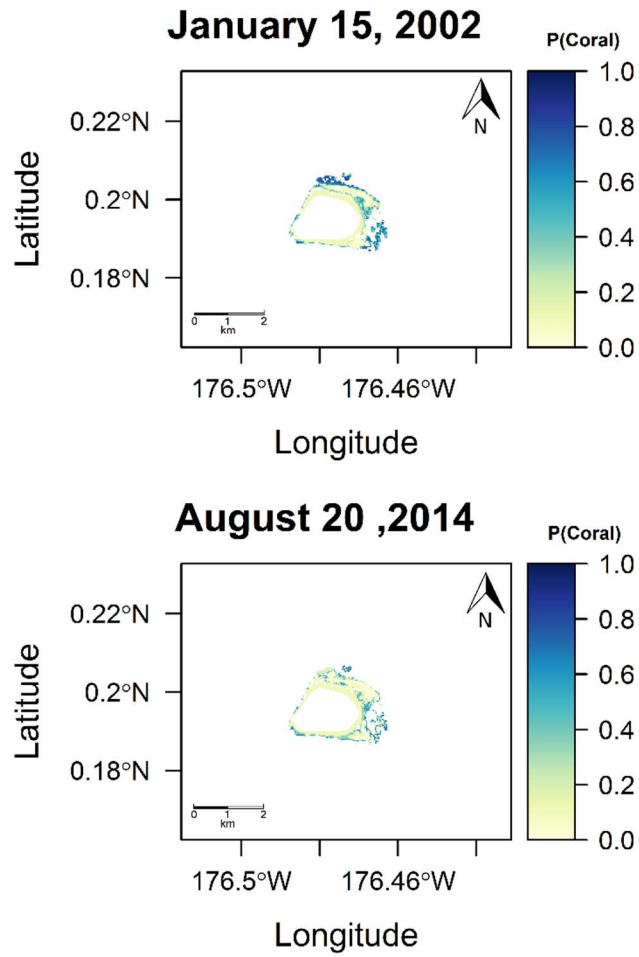 January 15, 2002
P(Coral)
1.0
0.8
0.6
0.4
0.2
0.0
N
Latitude
0.22°N
0.2°N
0.18°N
0 1 2
km
176.5°W 176.46°W
Longitude
August 20 ,2014
P(Coral)
1.0
0.8
0.6
0.4
0.2
0.0
N
Latitude
0.22°N
0.2°N
0.18°N
0 1 2
km
176.5°W 176.46°W
Longitude